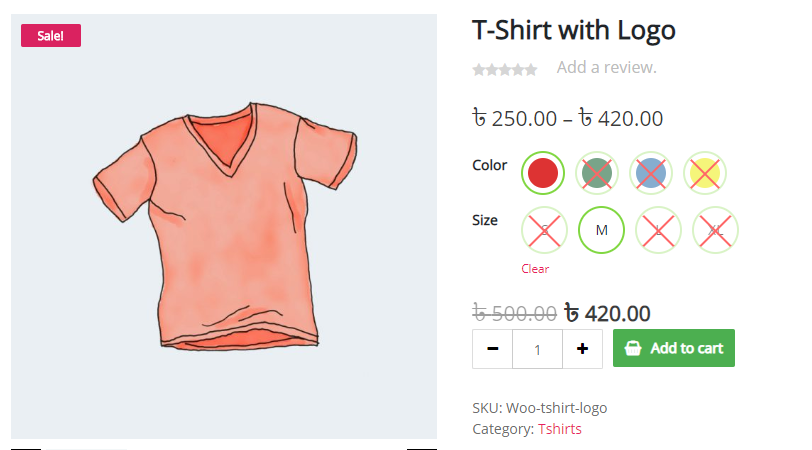 Sale!
T-Shirt with Logo
Add a review.
৳ 250.00 – ৳ 420.00
Color
Size
S M L XL
Clear
৳ 500.00 ৳ 420.00
− 1 + Add to cart
SKU: Woo-tshirt-logo
Category: Tshirts